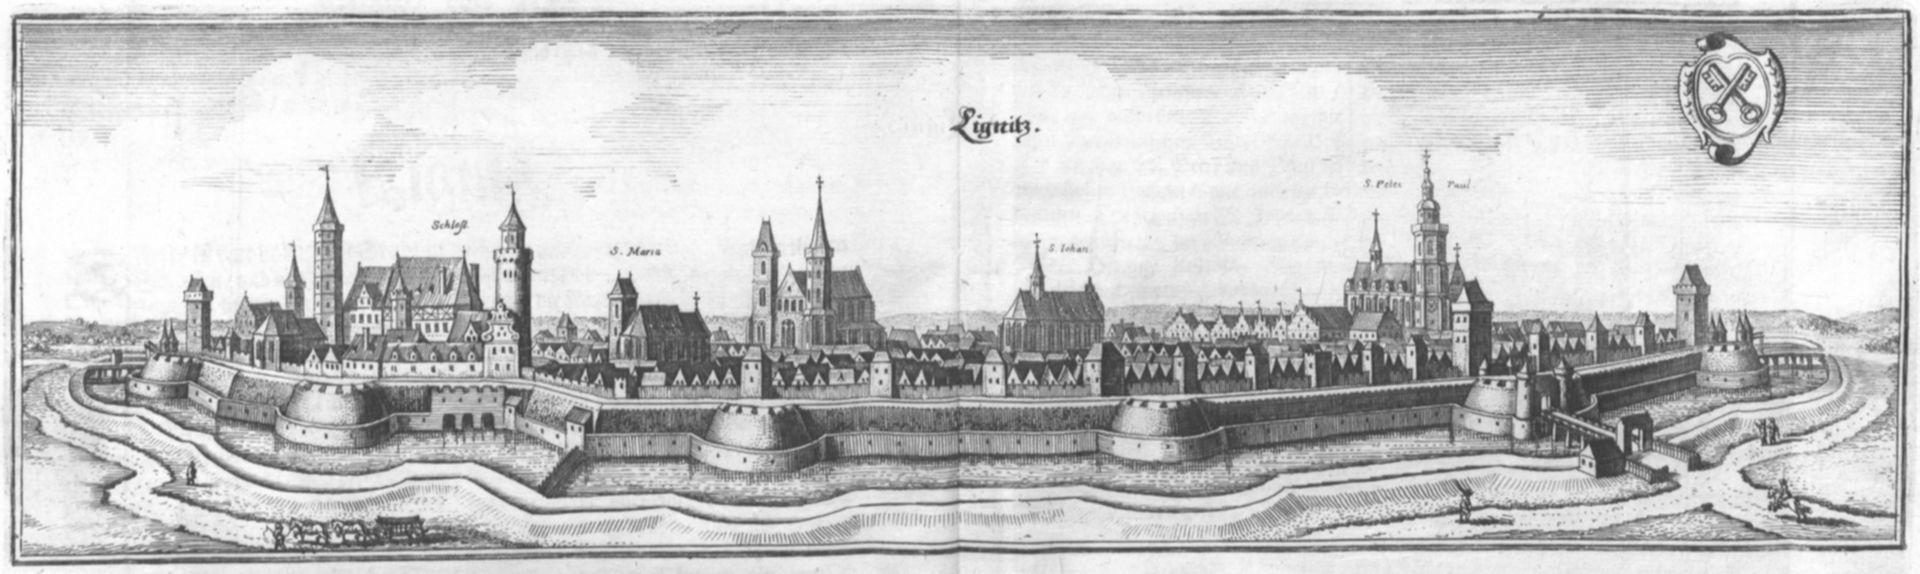 Lignitz.
Schloß.
S. Maria
S. Iohan.
S. Peter Paul